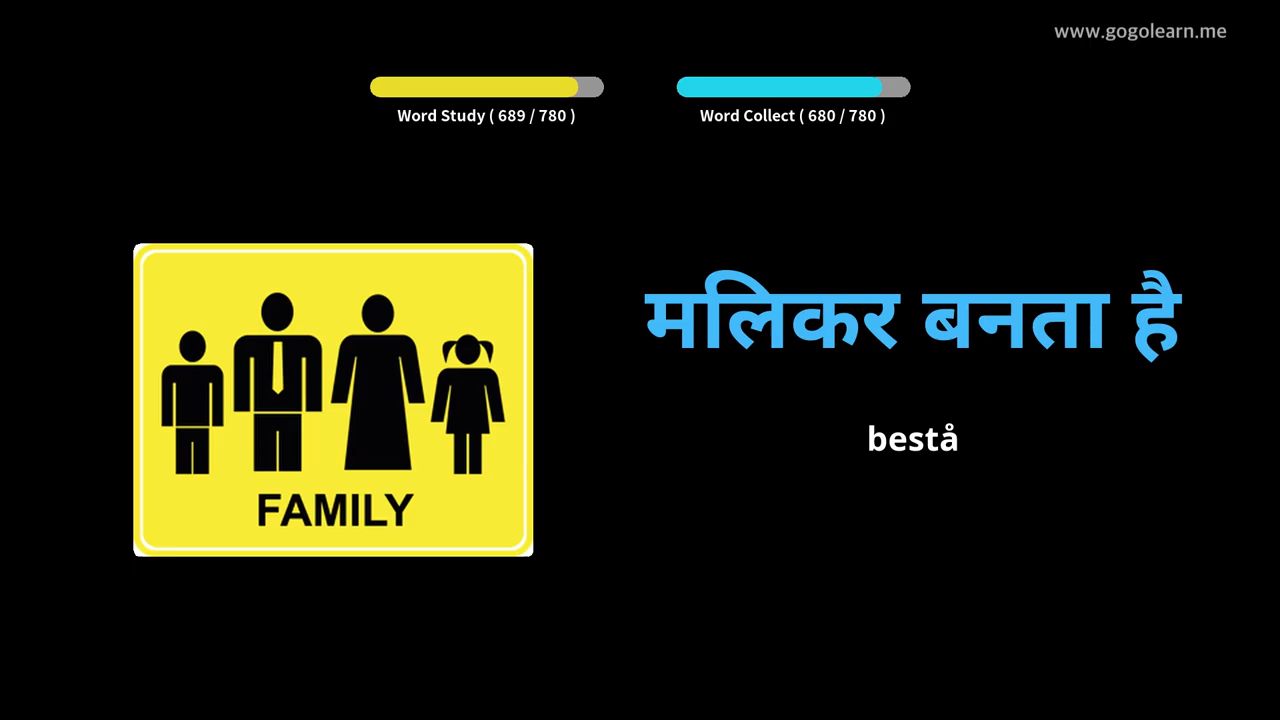 www.gogolearn.me
Word Study ( 689 / 780 )
Word Collect ( 680 / 780 )
मलिकर बनता है
bestå
FAMILY